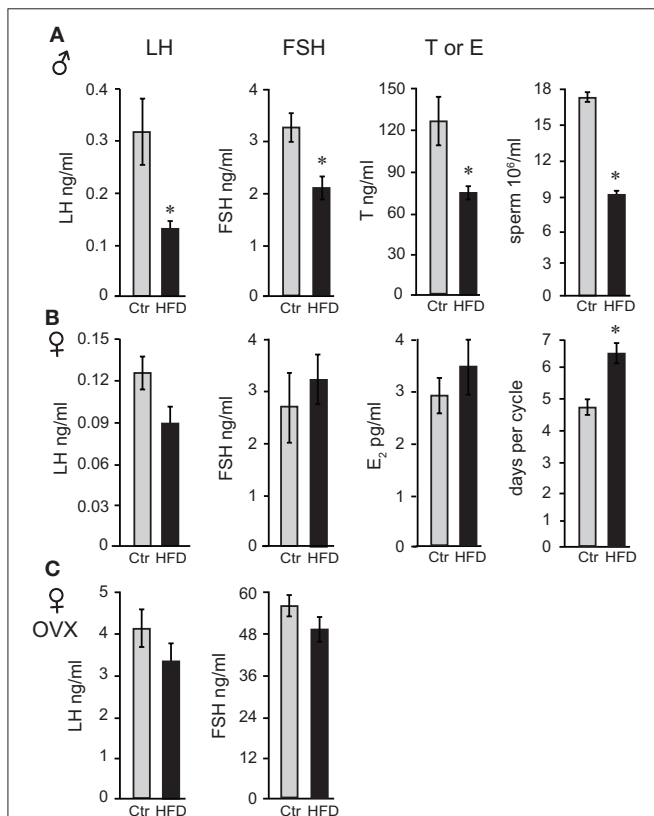 A
♂
LH FSH T or E
LH ng/ml
0.4
0.3
0.2
0.1
0
*
Ctr HFD
FSH ng/ml
4
3
2
1
0
*
Ctr HFD
T ng/ml
150
120
90
60
30
0
*
Ctr HFD
sperm 10⁶/ml
18
15
12
9
3
0
*
Ctr HFD
B
♀
LH ng/ml
0.15
0.12
0.09
0.06
0.03
0
Ctr HFD
FSH ng/ml
4
3
2
1
0
Ctr HFD
E₂ pg/ml
4
3
2
1
0
Ctr HFD
days per cycle
7
6
5
4
2
1
0
*
Ctr HFD
C
♀
OVX
LH ng/ml
5
4
4
3
2
1
0
Ctr HFD
FSH ng/ml
60
48
36
24
12
0
Ctr HFD